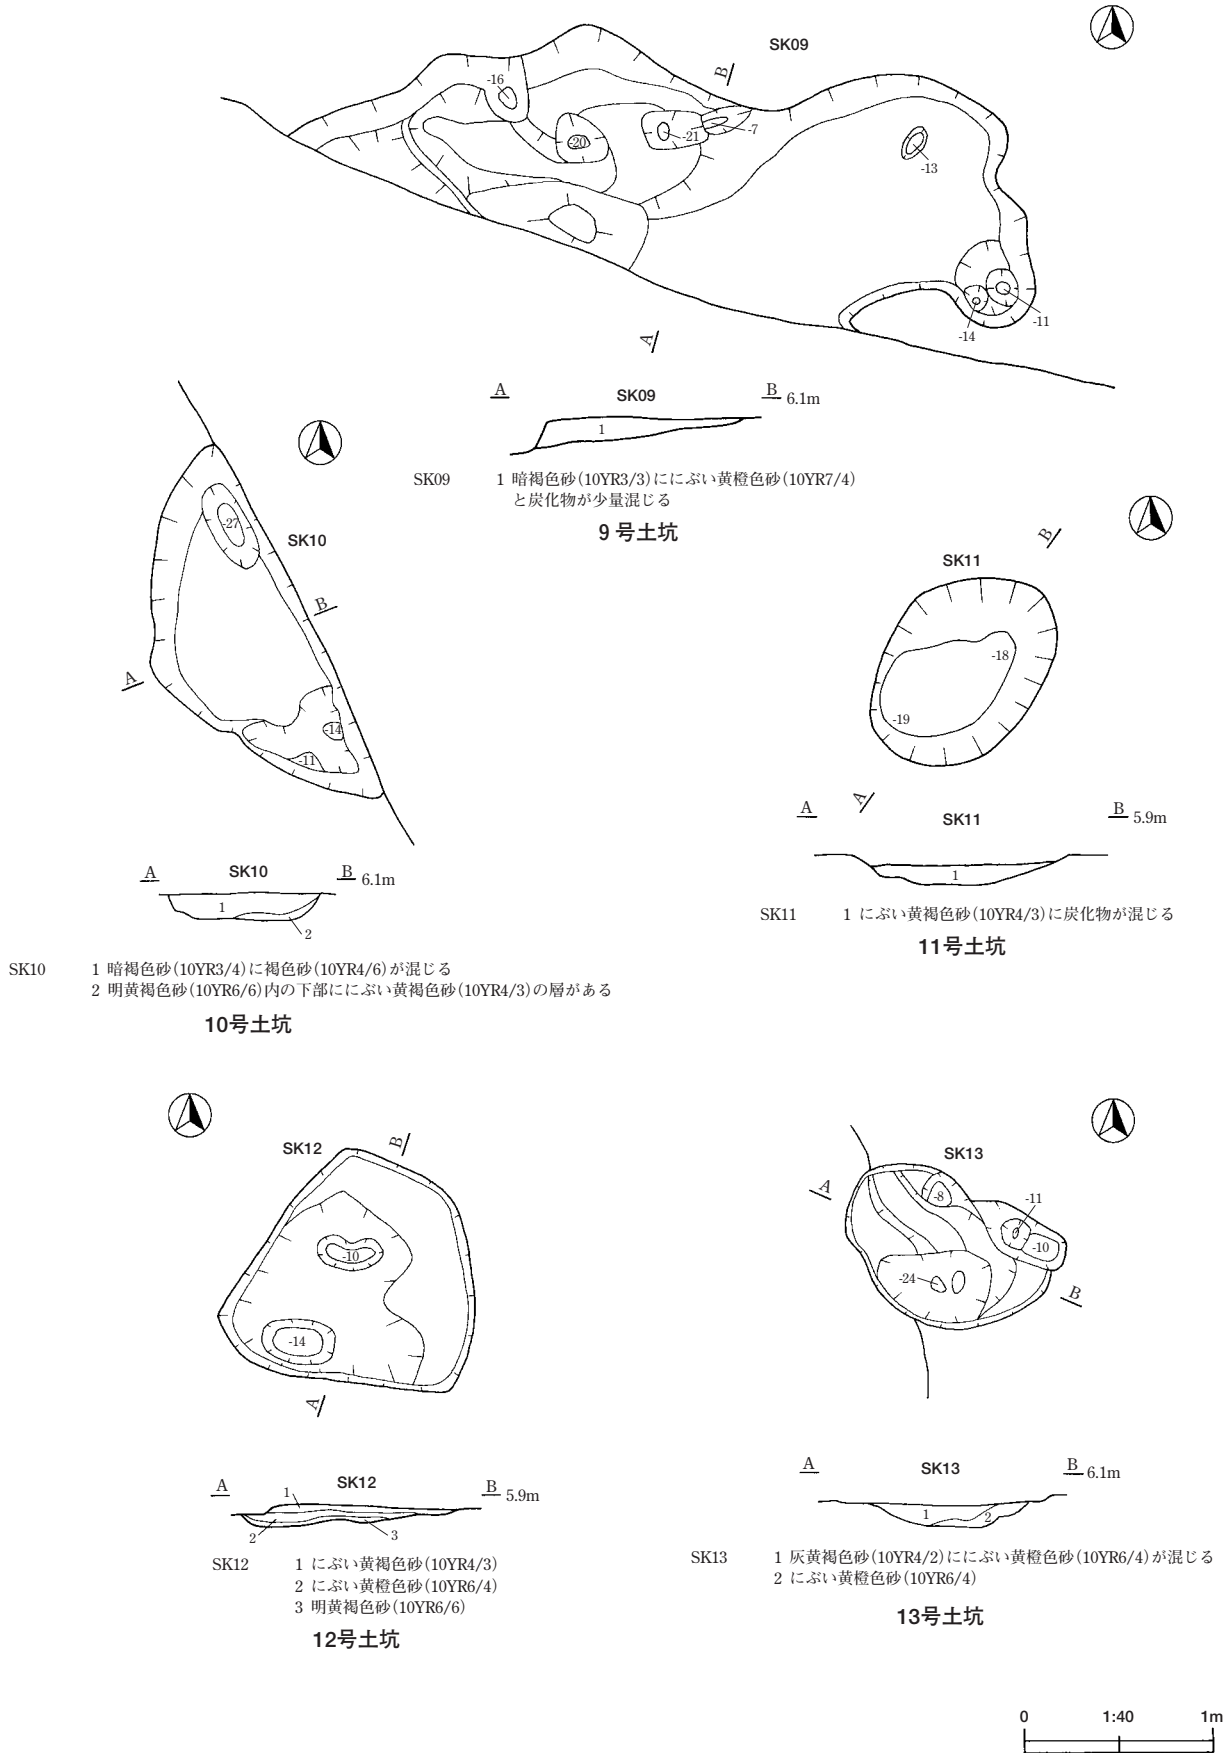 SK09
B
-16
-20
-21
-7
-13
-11
-14
A
A SK09 B 6.1m
1
SK09 1 暗褐色砂(10YR3/3)ににぶい黄橙色砂(10YR7/4)
と炭化物が少量混じる
9号土坑
SK10
-27
B
A
-14
-11
A SK10 B 6.1m
1
2
SK10 1 暗褐色砂(10YR3/4)に褐色砂(10YR4/6)が混じる
2 明黄褐色砂(10YR6/6)内の下部ににぶい黄褐色砂(10YR4/3)の層がある
10号土坑
SK11
B
-18
-19
A
A SK11 B 5.9m
1
SK11 1 にぶい黄褐色砂(10YR4/3)に炭化物が混じる
11号土坑
SK12
B
-10
-14
A
A SK12 B 5.9m
1
2
3
SK12 1 にぶい黄褐色砂(10YR4/3)
2 にぶい黄橙色砂(10YR6/4)
3 明黄褐色砂(10YR6/6)
12号土坑
SK13
A
-8
-11
-10
-24
B
A SK13 B 6.1m
1
2
SK13 1 灰黄褐色砂(10YR4/2)ににぶい黄橙色砂(10YR6/4)が混じる
2 にぶい黄橙色砂(10YR6/4)
13号土坑
0 1:40 1m